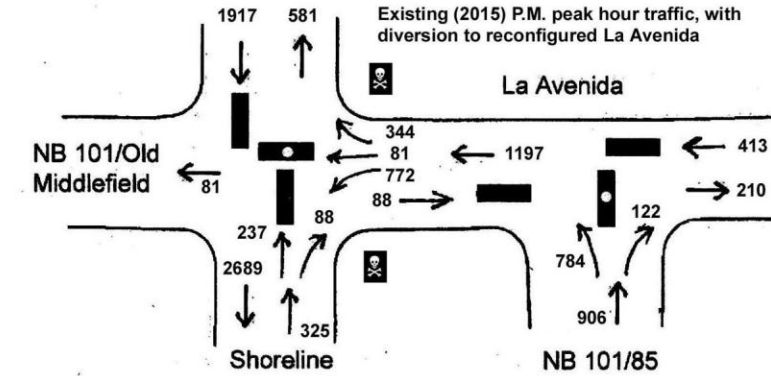 Existing (2015) P.M. peak hour traffic, with
diversion to reconfigured La Avenida
1917
581
La Avenida
344
NB 101/Old
Middlefield
81
1197
413
81
772
88
210
237
88
122
2689
784
325
906
Shoreline
NB 101/85